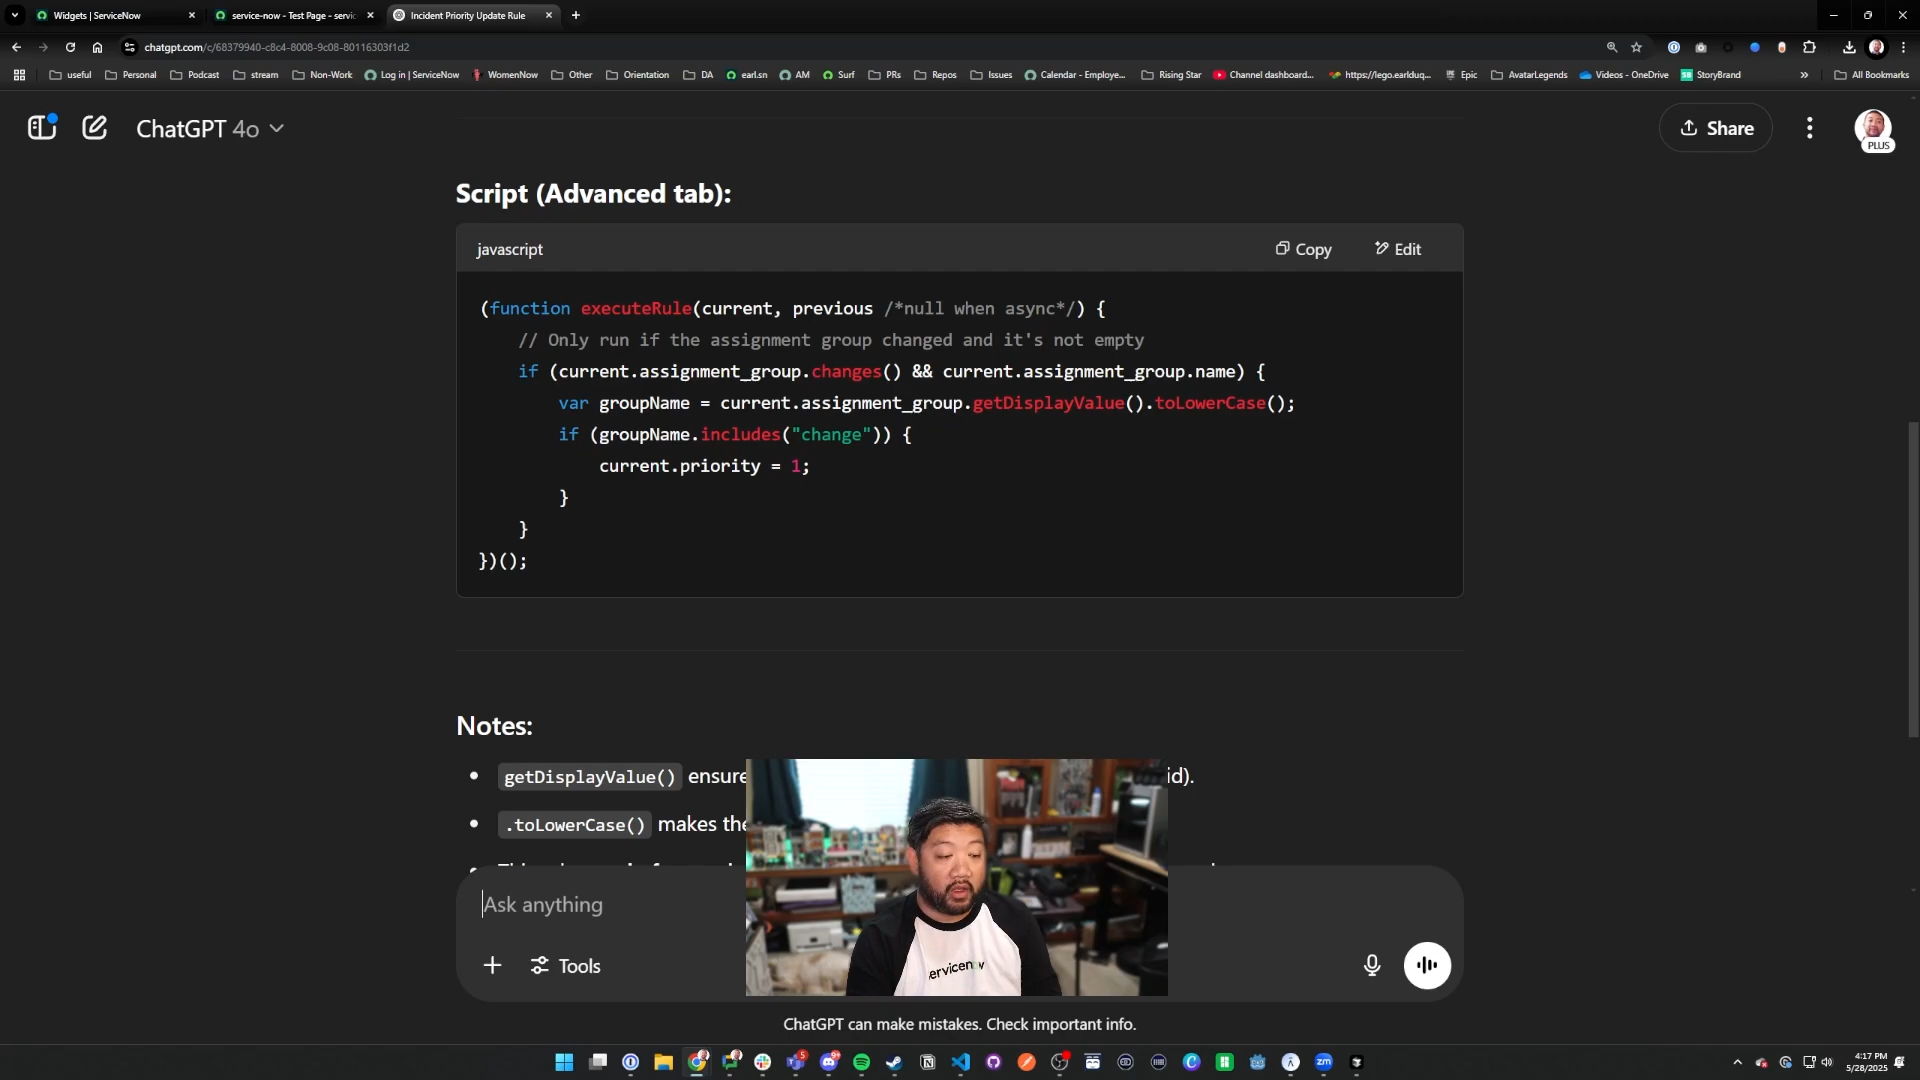 Widgets | ServiceNow
service-now - Test Page - servic
Incident Priority Update Rule
chatgpt.com/c/68379940-c8c4-8008-9c08-80116303f1d2
useful
Personal
Podcast
stream
Non-Work
Log in | ServiceNow
WomenNow
Other
Orientation
DA
earl.sn
AM
Surf
PRs
Repos
Issues
Calendar - Employe...
Rising Star
Channel dashboard...
https://lego.earlduq...
Epic
AvatarLegends
Videos - OneDrive
SB
StoryBrand
All Bookmarks
ChatGPT 4o
Share
PLUS
Script (Advanced tab):
javascript
Copy
Edit
(function executeRule(current, previous /*null when async*/) {
// Only run if the assignment group changed and it's not empty
if (current.assignment_group.changes() && current.assignment_group.name) {
var groupName = current.assignment_group.getDisplayValue().toLowerCase();
if (groupName.includes("change")) {
current.priority = 1;
}
}
})();
Notes:
getDisplayValue() ensure
id).
.toLowerCase() makes the
Ask anything
Tools
servicenow
ChatGPT can make mistakes. Check important info.
4:17 PM
5/28/2025